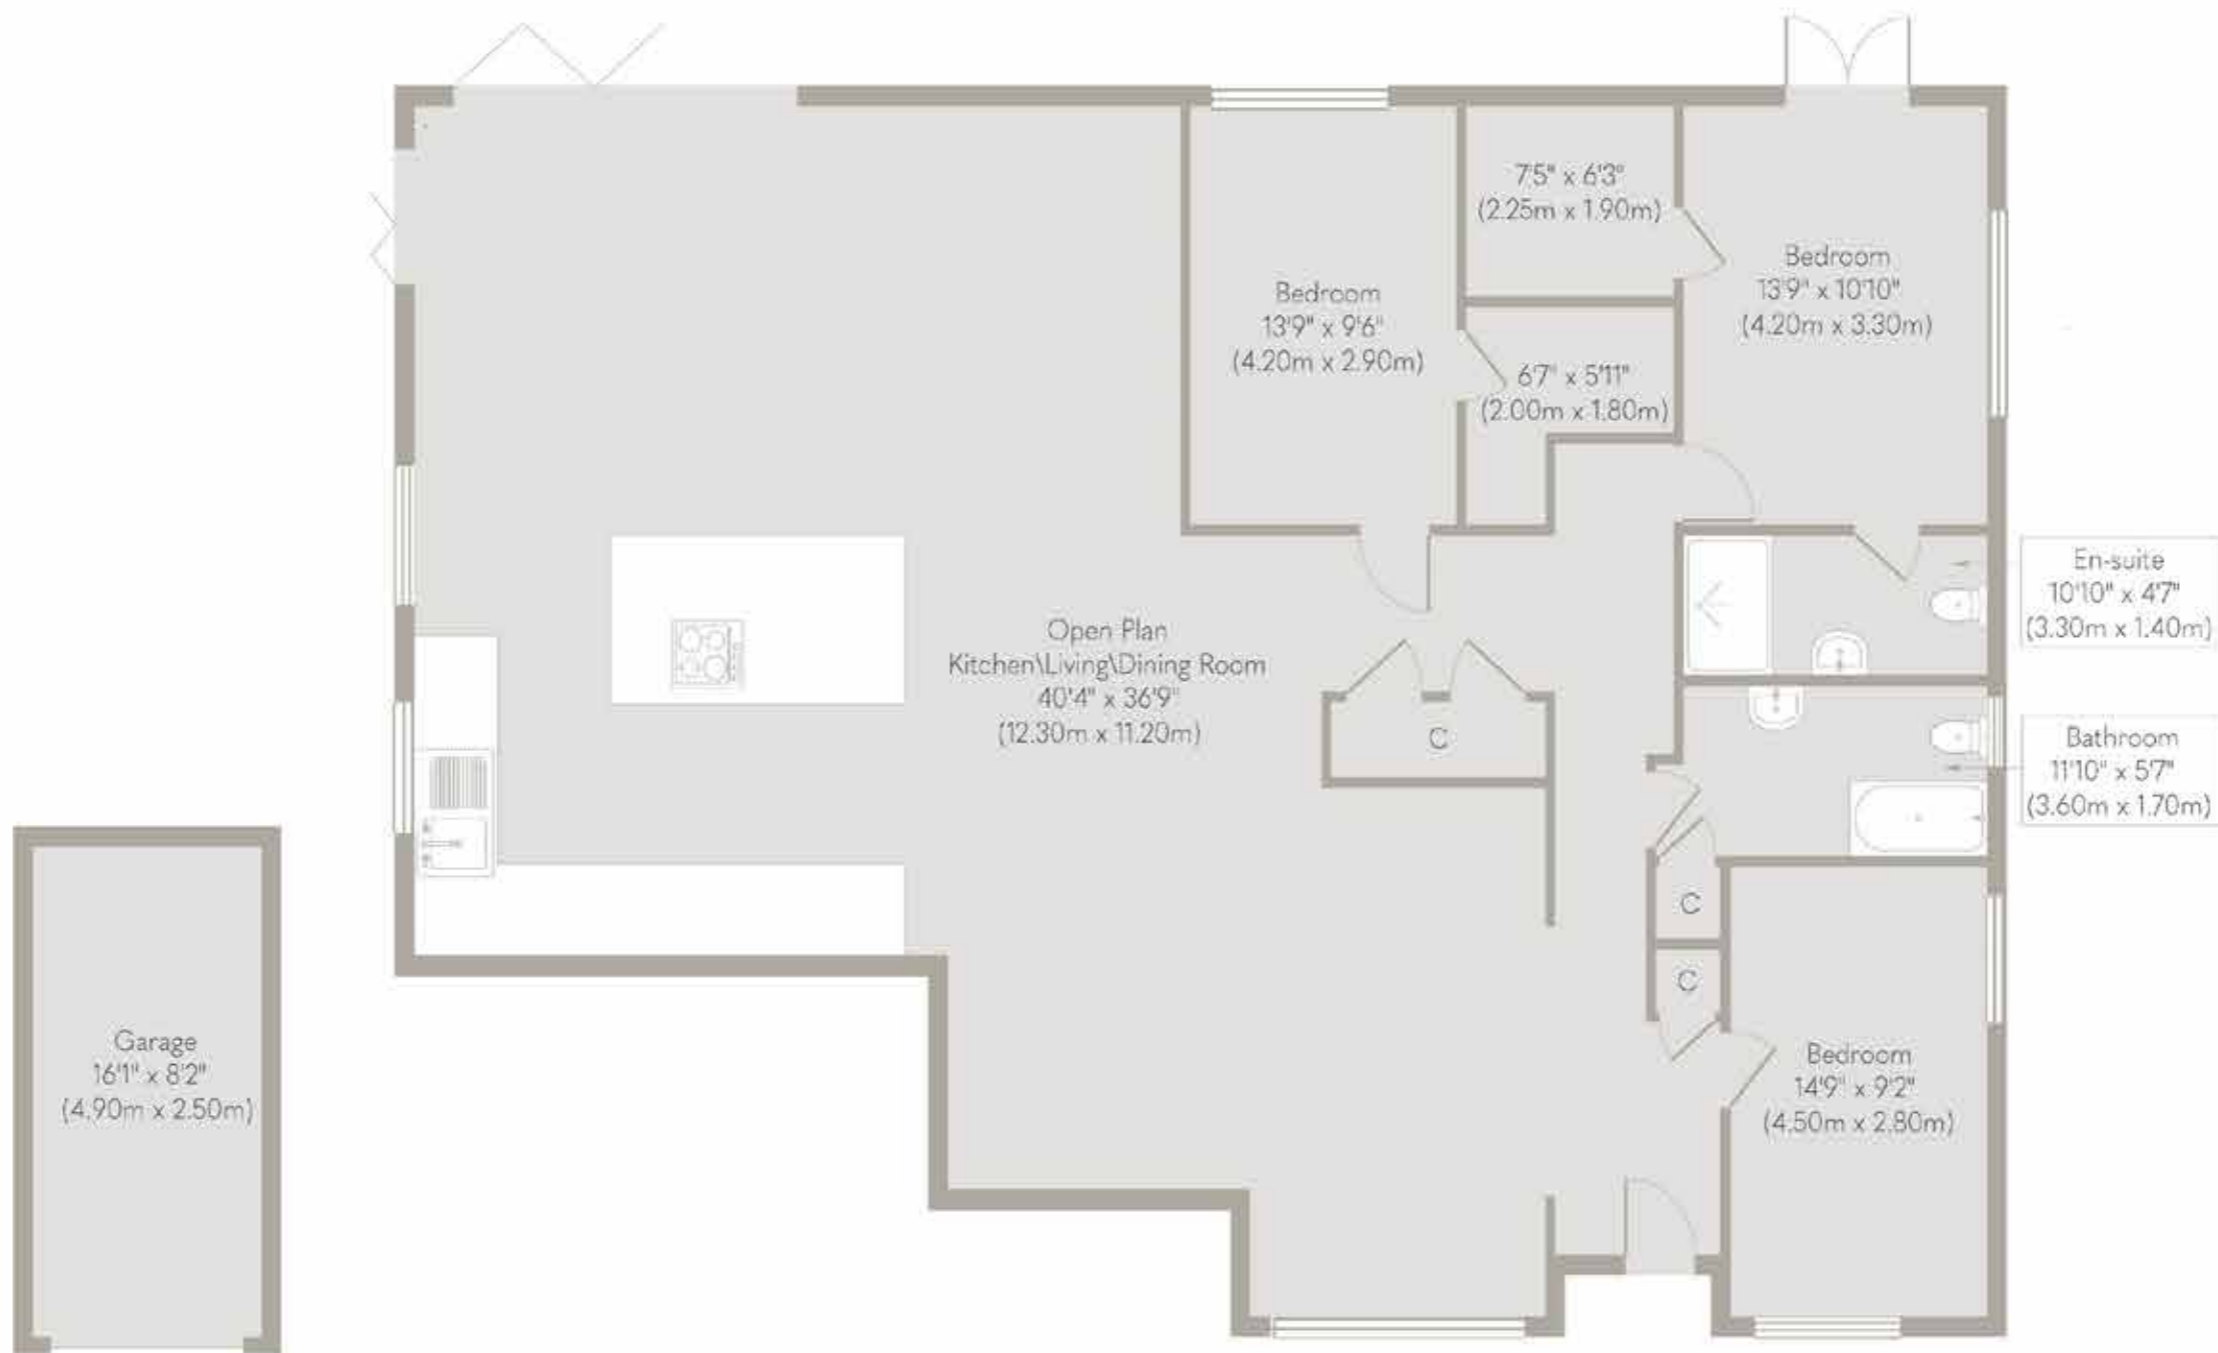 7'5" x 6'3"
(2.25m x 1.90m)
Bedroom
13'9" x 10'10"
(4.20m x 3.30m)
Bedroom
13'9" x 9'6"
(4.20m x 2.90m)
6'7" x 5'11"
(2.00m x 1.80m)
En-suite
10'10" x 4'7"
(3.30m x 1.40m)
Open Plan
Kitchen\Living\Dining Room
40'4" x 36'9"
(12.30m x 11.20m)
C
Bathroom
11'10" x 5'7"
(3.60m x 1.70m)
C
C
Garage
16'1" x 8'2"
(4.90m x 2.50m)
Bedroom
14'9" x 9'2"
(4.50m x 2.80m)